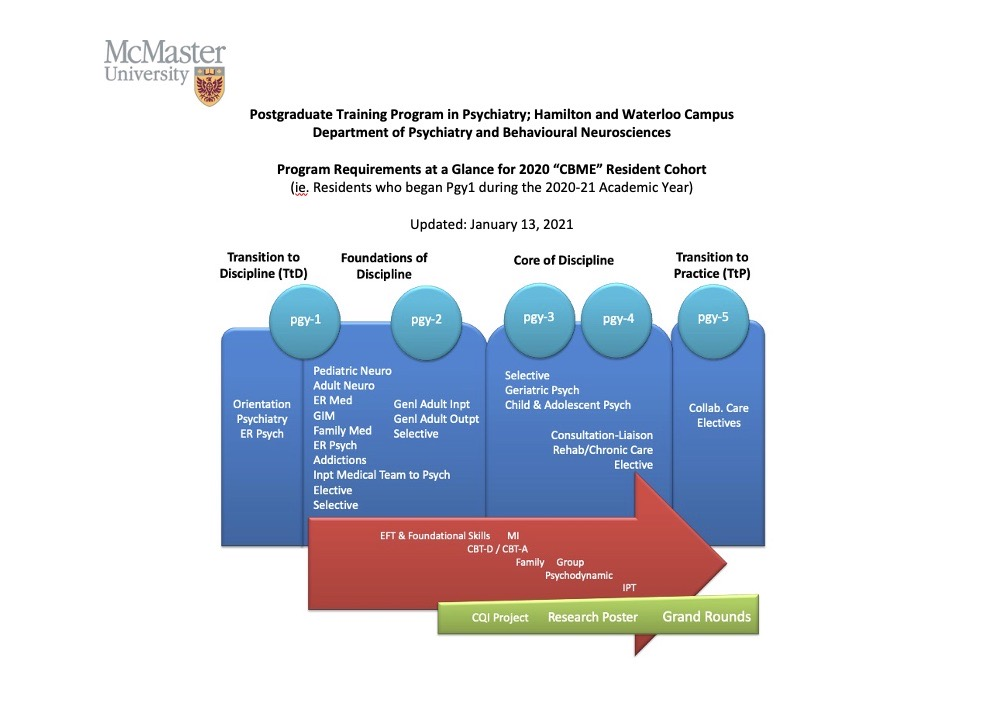 McMaster
University
Postgraduate Training Program in Psychiatry; Hamilton and Waterloo Campus
Department of Psychiatry and Behavioural Neurosciences
Program Requirements at a Glance for 2020 “CBME” Resident Cohort
(ie. Residents who began Pgy1 during the 2020-21 Academic Year)
Updated: January 13, 2021
Transition to
Discipline (TtD)
Foundations of
Discipline
Core of Discipline
Transition to
Practice (TtP)
pgy-1
pgy-2
pgy-3
pgy-4
pgy-5
Orientation
Psychiatry
ER Psych
Pediatric Neuro
Adult Neuro
ER Med
GIM
Family Med
ER Psych
Addictions
Inpt Medical Team to Psych
Elective
Selective
Genl Adult Inpt
Genl Adult Outpt
Selective
Selective
Geriatric Psych
Child & Adolescent Psych
Consultation-Liaison
Rehab/Chronic Care
Elective
Collab. Care
Electives
EFT & Foundational Skills MI
CBT-D / CBT-A
Family Group
Psychodynamic
IPT
CQI Project Research Poster Grand Rounds